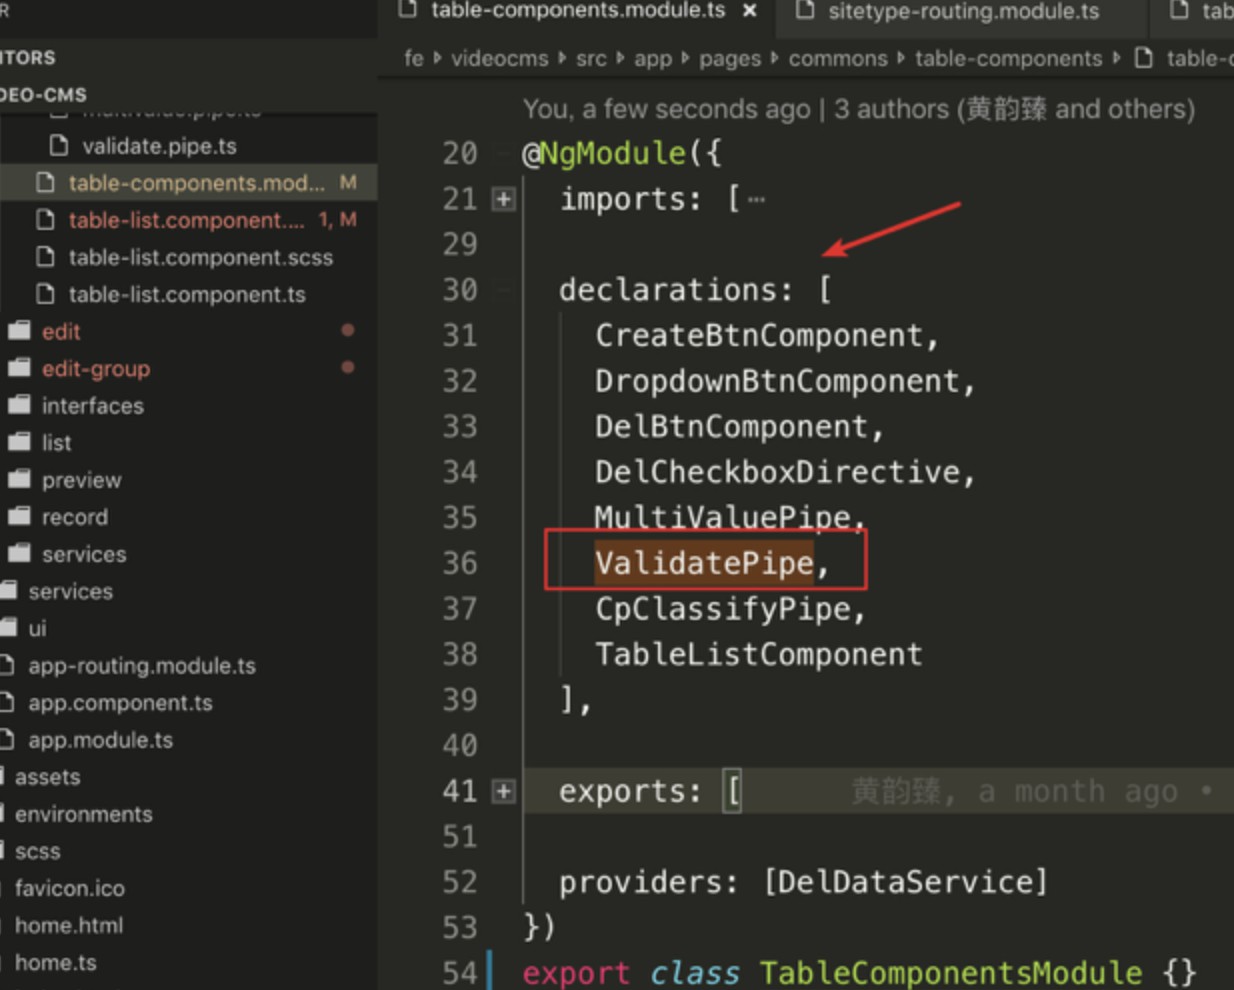 R
table-components.module.ts ×
sitetype-routing.module.ts
tab
ITORS
DEO-CMS
fe videocms src app pages commons table-components table-c
multivalue.pipe.ts
validate.pipe.ts
table-components.mod... M
table-list.component.... 1, M
table-list.component.scss
table-list.component.ts
edit
edit-group
interfaces
list
preview
record
services
services
ui
app-routing.module.ts
app.component.ts
app.module.ts
assets
environments
scss
favicon.ico
home.html
home.ts
You, a few seconds ago | 3 authors (黄韵臻 and others)
20 @NgModule({
21 imports: [⋯
29
30 declarations: [
31 CreateBtnComponent,
32 DropdownBtnComponent,
33 DelBtnComponent,
34 DelCheckboxDirective,
35 MultiValuePipe,
36 ValidatePipe,
37 CpClassifyPipe,
38 TableListComponent
39 ],
40
41 exports: [ 黄韵臻, a month ago •
51
52 providers: [DelDataService]
53 })
54 export class TableComponentsModule {}